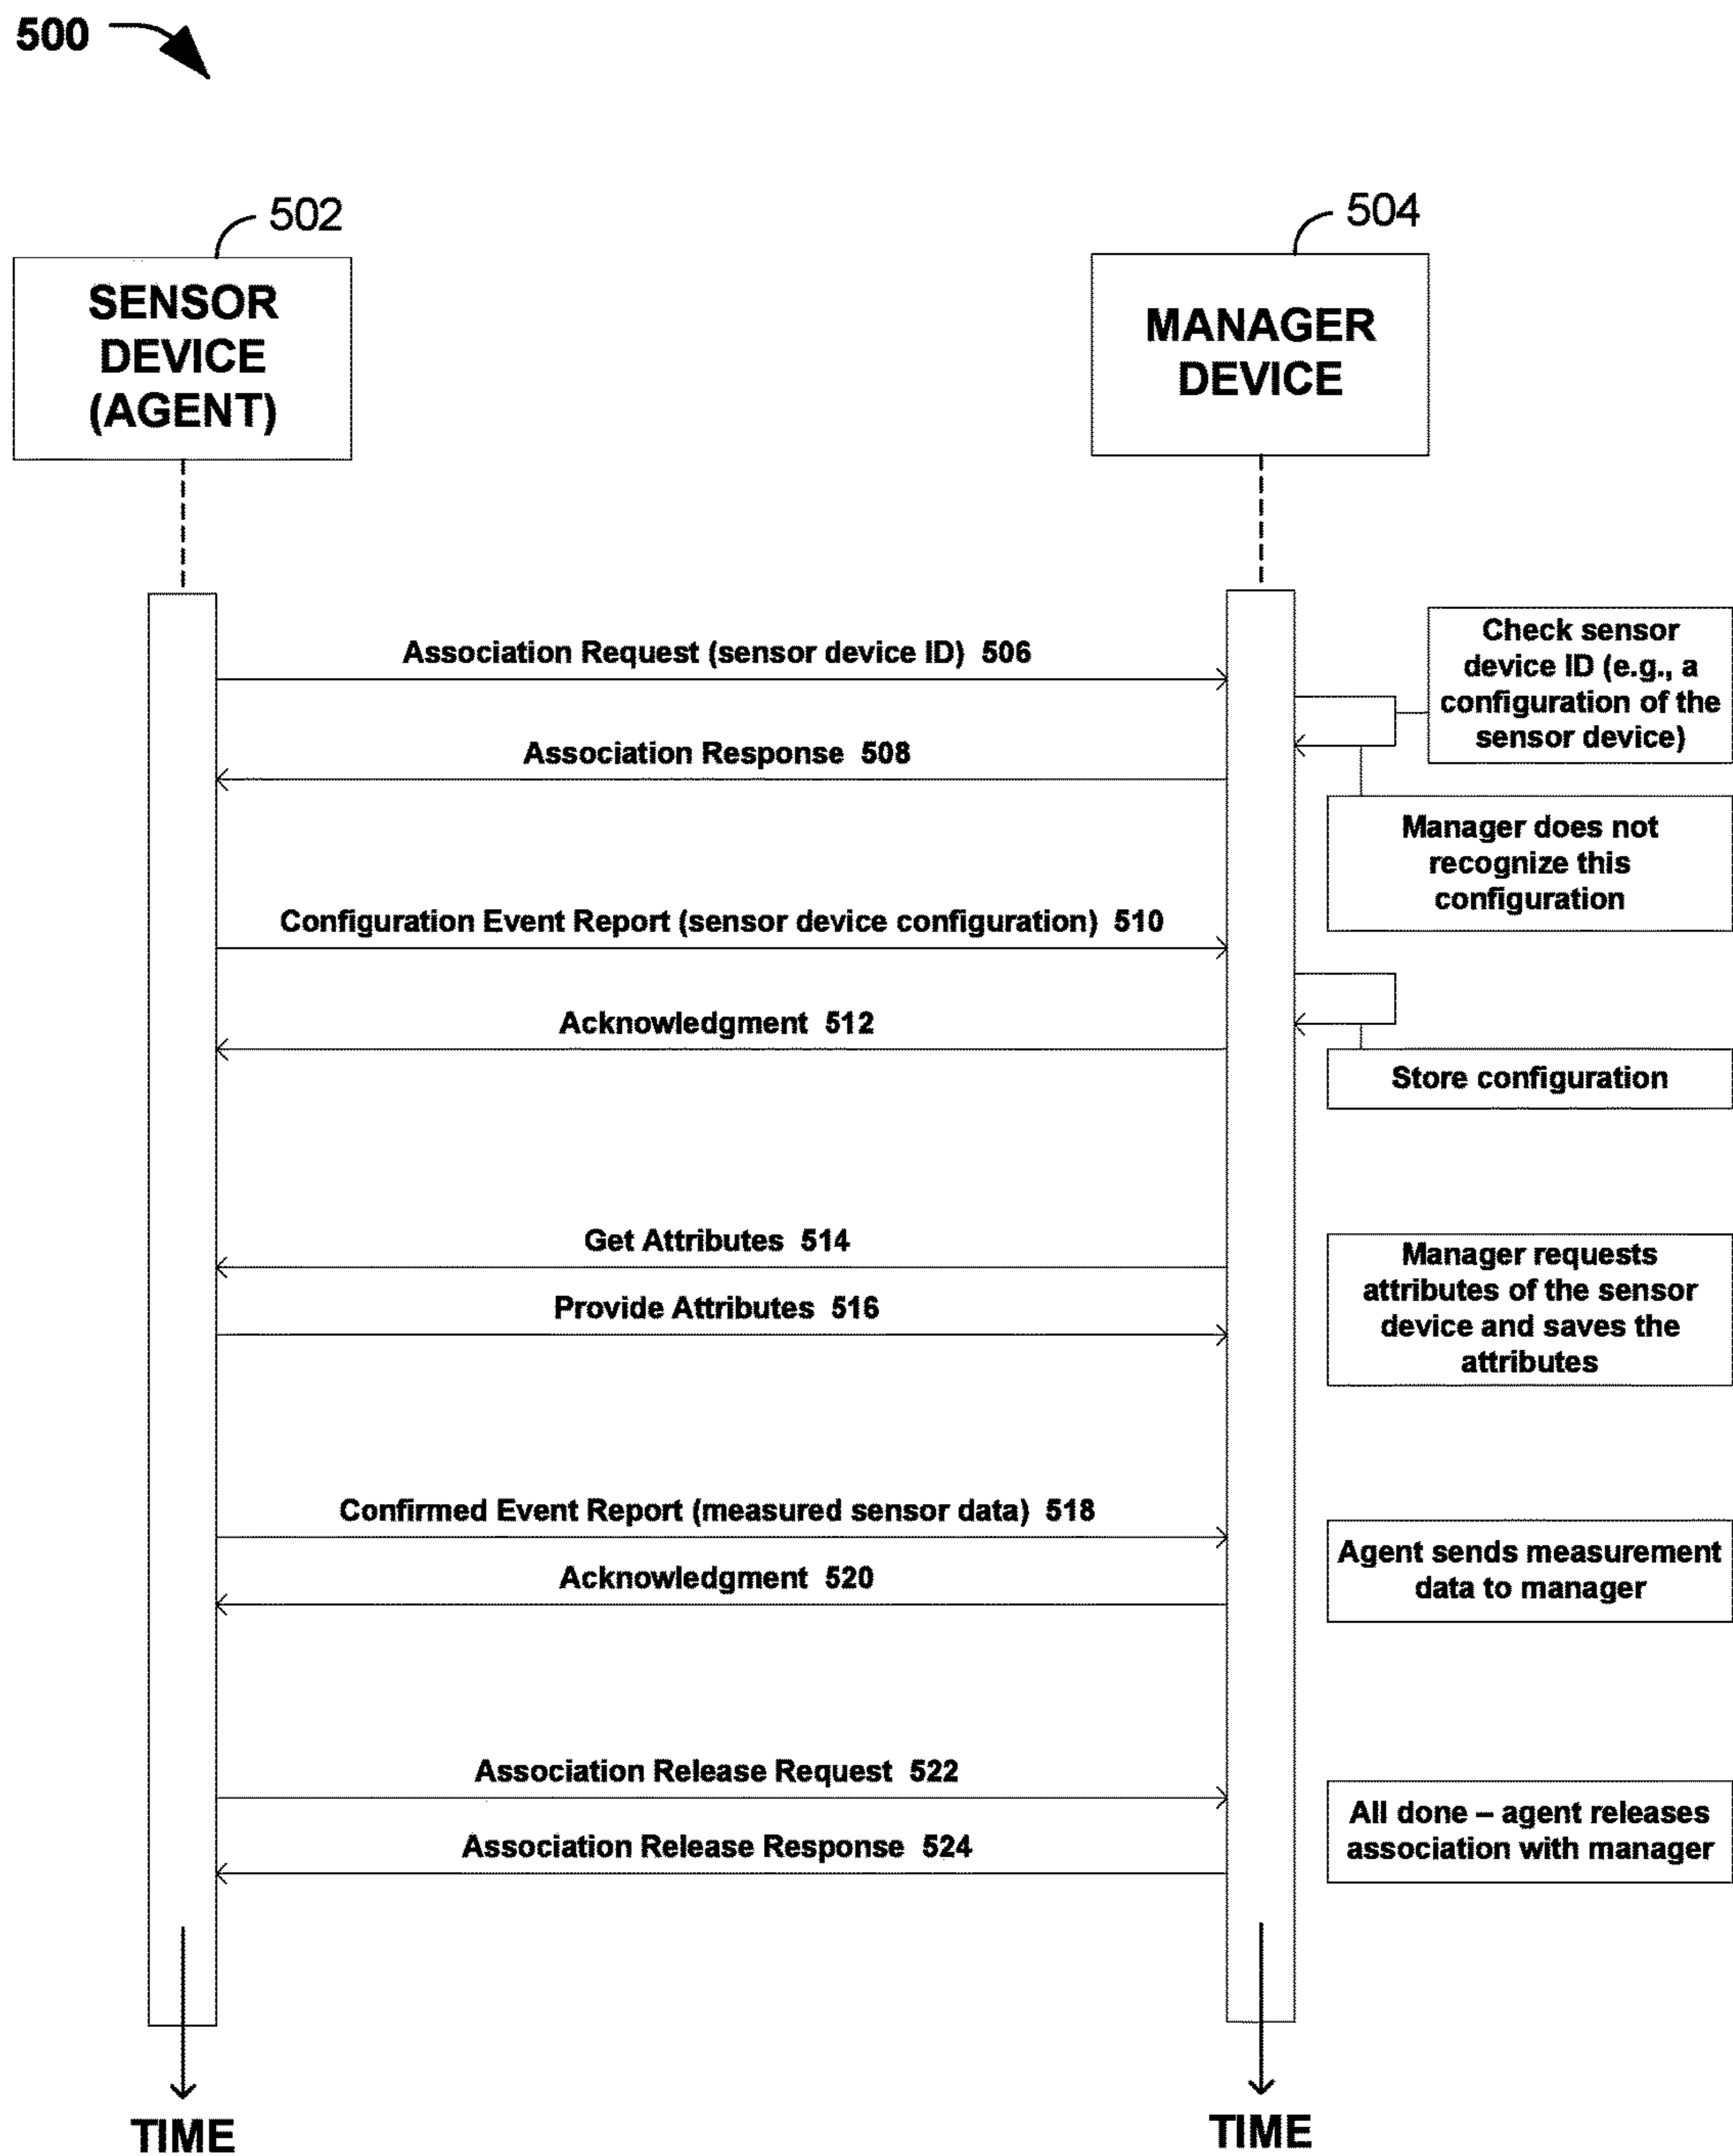 500
502
504
SENSOR
DEVICE
(AGENT)
MANAGER
DEVICE
Association Request (sensor device ID) 506
Check sensor
device ID (e.g., a
configuration of the
sensor device)
Association Response 508
Manager does not
recognize this
configuration
Configuration Event Report (sensor device configuration) 510
Acknowledgment 512
Store configuration
Get Attributes 514
Provide Attributes 516
Manager requests
attributes of the sensor
device and saves the
attributes
Confirmed Event Report (measured sensor data) 518
Acknowledgment 520
Agent sends measurement
data to manager
Association Release Request 522
Association Release Response 524
All done – agent releases
association with manager
TIME
TIME